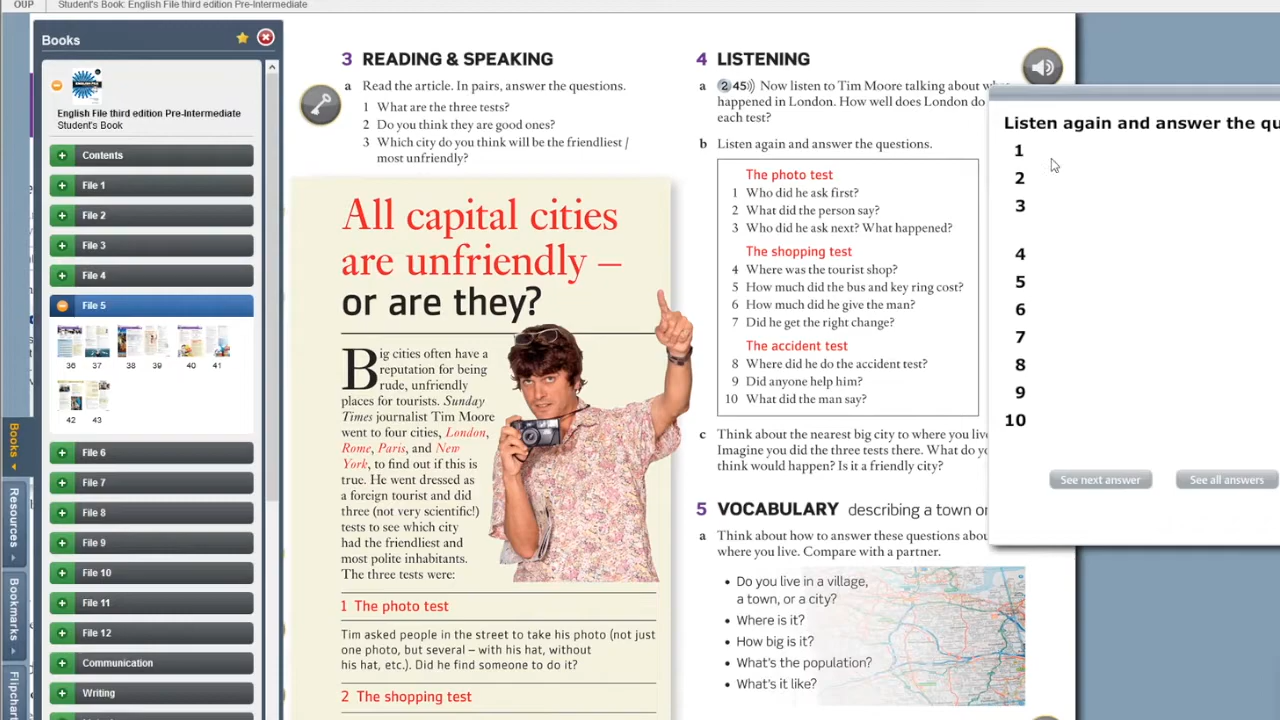 OUP Student's Book: English File third edition Pre-Intermediate
Books
English File third edition Pre-Intermediate
Student's Book
Contents
File 1
File 2
File 3
File 4
File 5
36 37 38 39 40 41
42 43
File 6
File 7
File 8
File 9
File 10
File 11
File 12
Communication
Writing
Books
Resources
Bookmarks
Flipchart
3 READING & SPEAKING
a Read the article. In pairs, answer the questions.
1 What are the three tests?
2 Do you think they are good ones?
3 Which city do you think will be the friendliest /
most unfriendly?
All capital cities
are unfriendly –
or are they?
Big cities often have a
reputation for being
rude, unfriendly
places for tourists. Sunday
Times journalist Tim Moore
went to four cities, London,
Rome, Paris, and New
York, to find out if this is
true. He went dressed as
a foreign tourist and did
three (not very scientific!)
tests to see which city
had the friendliest and
most polite inhabitants.
The three tests were:
1 The photo test
Tim asked people in the street to take his photo (not just
one photo, but several – with his hat, without
his hat, etc.). Did he find someone to do it?
2 The shopping test
4 LISTENING
a 2 45)) Now listen to Tim Moore talking about
happened in London. How well does London do
each test?
b Listen again and answer the questions.
The photo test
1 Who did he ask first?
2 What did the person say?
3 Who did he ask next? What happened?
The shopping test
4 Where was the tourist shop?
5 How much did the bus and key ring cost?
6 How much did he give the man?
7 Did he get the right change?
The accident test
8 Where did he do the accident test?
9 Did anyone help him?
10 What did the man say?
c Think about the nearest big city to where you live
Imagine you did the three tests there. What do
think would happen? Is it a friendly city?
5 VOCABULARY describing a town
a Think about how to answer these questions
where you live. Compare with a partner.
• Do you live in a village,
a town, or a city?
• Where is it?
• How big is it?
• What's the population?
• What's it like?
Listen again and answer the qu
1
2
3
4
5
6
7
8
9
10
See next answer See all answers